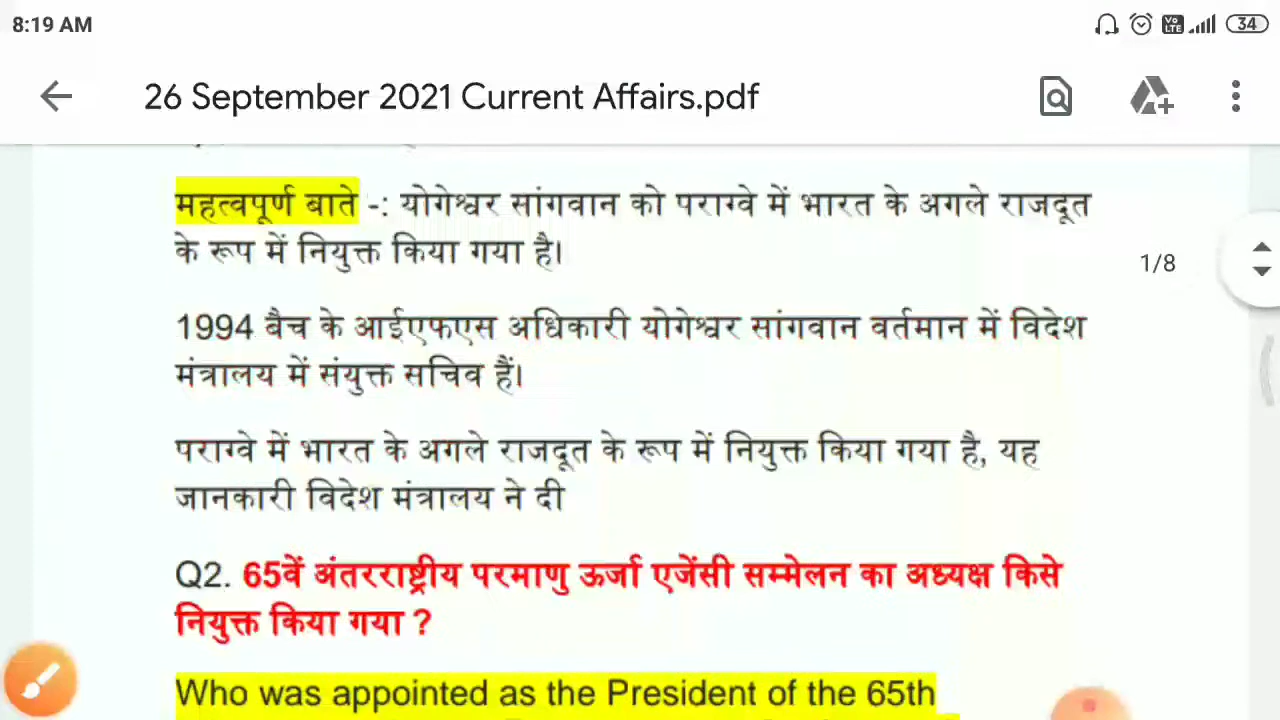 8:19 AM
Vo LTE
34
26 September 2021 Current Affairs.pdf
महत्वपूर्ण बाते -: योगेश्वर सांगवान को पराग्वे में भारत के अगले राजदूत
के रूप में नियुक्त किया गया है।
1/8
1994 बैच के आईएफएस अधिकारी योगेश्वर सांगवान वर्तमान में विदेश
मंत्रालय में संयुक्त सचिव हैं।
पराग्वे में भारत के अगले राजदूत के रूप में नियुक्त किया गया है, यह
जानकारी विदेश मंत्रालय ने दी
Q2. 65वें अंतरराष्ट्रीय परमाणु ऊर्जा एजेंसी सम्मेलन का अध्यक्ष किसे
नियुक्त किया गया ?
Who was appointed as the President of the 65th